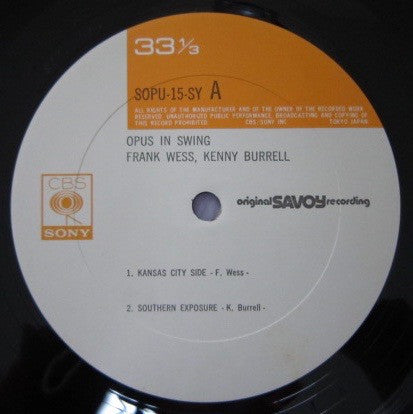 33 1/3
SOPU-15-SY A
ALL RIGHTS OF THE MANUFACTURER AND OF THE OWNER OF THE RECORDED WORK
RESERVED. UNAUTHORIZED PUBLIC PERFORMANCE, BROADCASTING AND COPYING OF
THIS RECORD PROHIBITED. CBS/SONY INC. TOKYO JAPAN
OPUS IN SWING
FRANK WESS, KENNY BURRELL
CBS
SONY
original SAVOY recording
1. KANSAS CITY SIDE - F. Wess -
2. SOUTHERN EXPOSURE - K. Burrell -